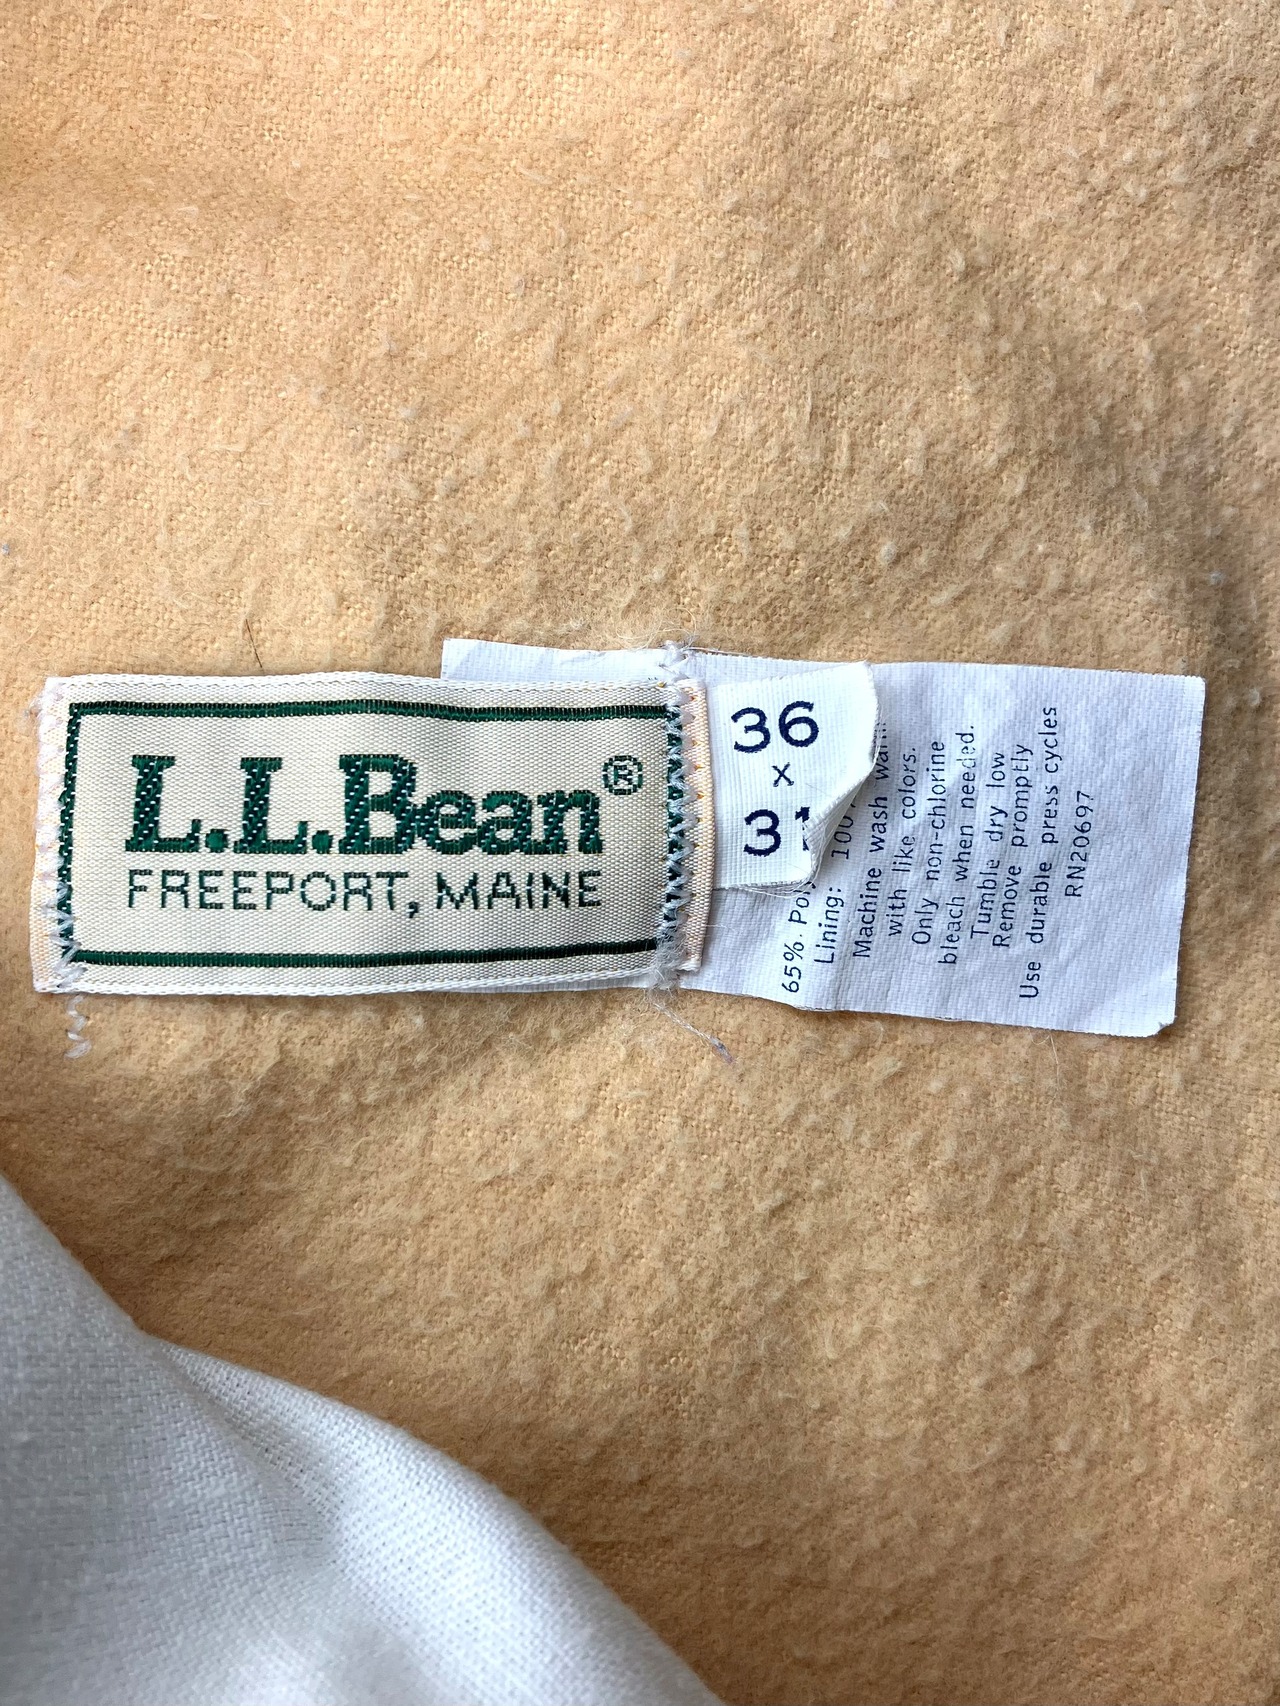 L.L.Bean®
FREEPORT, MAINE
36
x
65%
Lining: 100
Machine wash warm
with like colors.
Only non-chlorine
bleach when needed.
Tumble dry low
Remove promptly
Use durable press cycles
RN20697